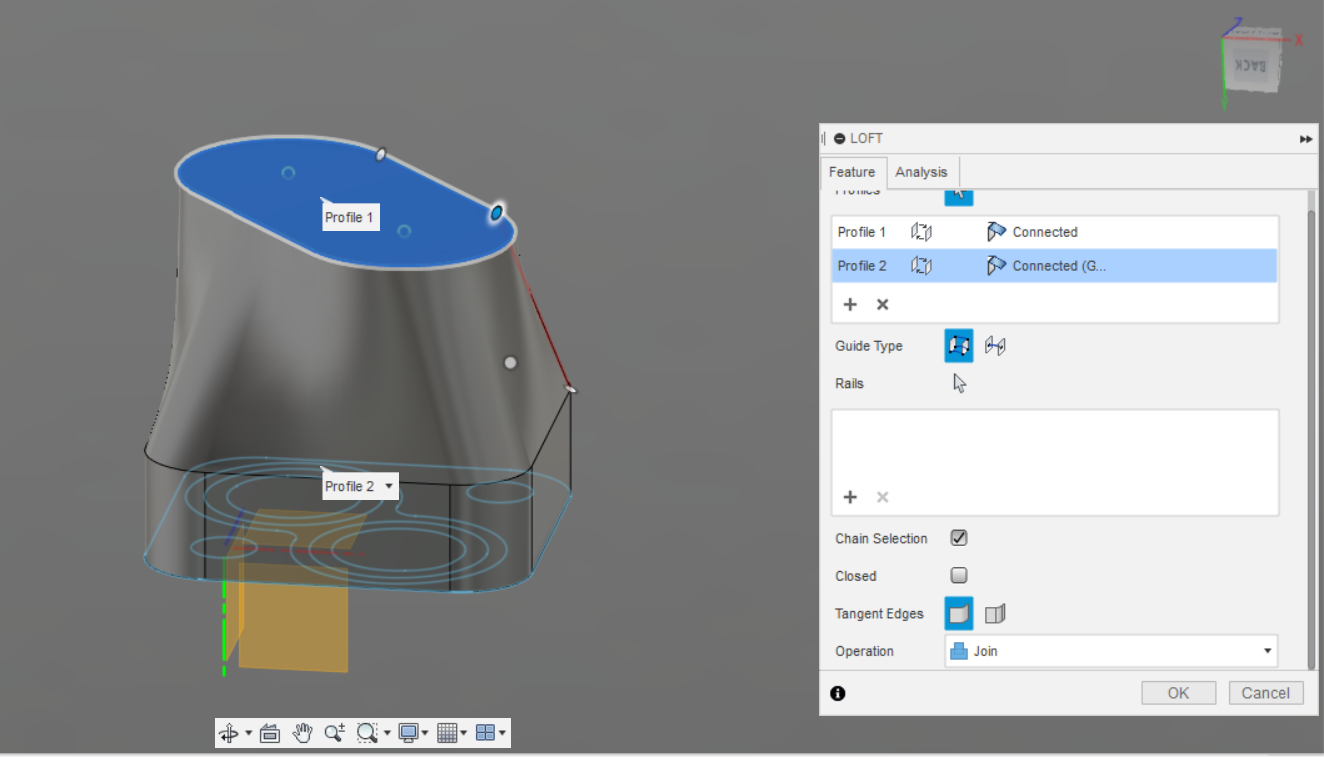 Z
X
BACK
LOFT
Feature Analysis
Profiles
Profile 1 Connected
Profile 2 Connected (G...
Guide Type
Rails
Chain Selection
Closed
Tangent Edges
Operation Join
OK Cancel
Profile 1
Profile 2